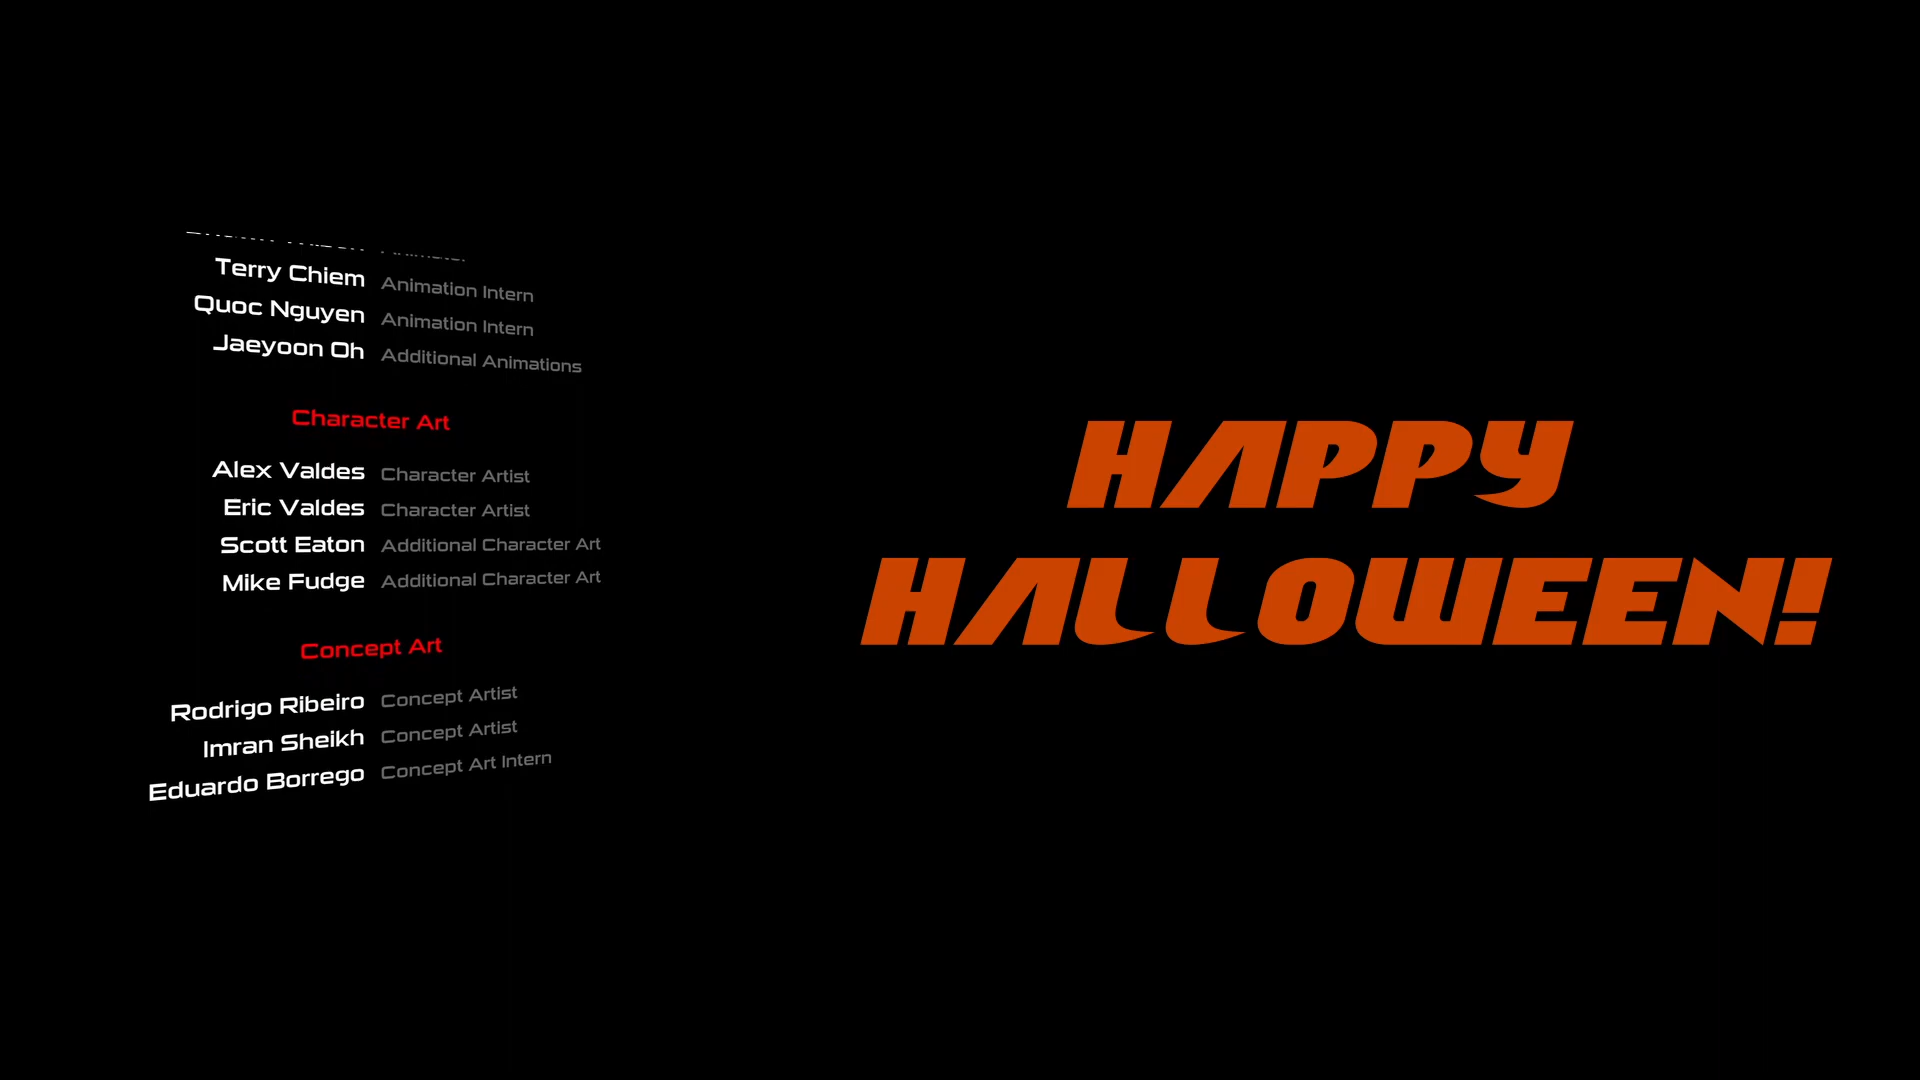 Terry Chiem Animation Intern
Quoc Nguyen Animation Intern
Jaeyoon Oh Additional Animations
Character Art
Alex Valdes Character Artist
Eric Valdes Character Artist
Scott Eaton Additional Character Art
Mike Fudge Additional Character Art
Concept Art
Rodrigo Ribeiro Concept Artist
Imran Sheikh Concept Artist
Eduardo Borrego Concept Art Intern
HAPPY
HALLOWEEN!